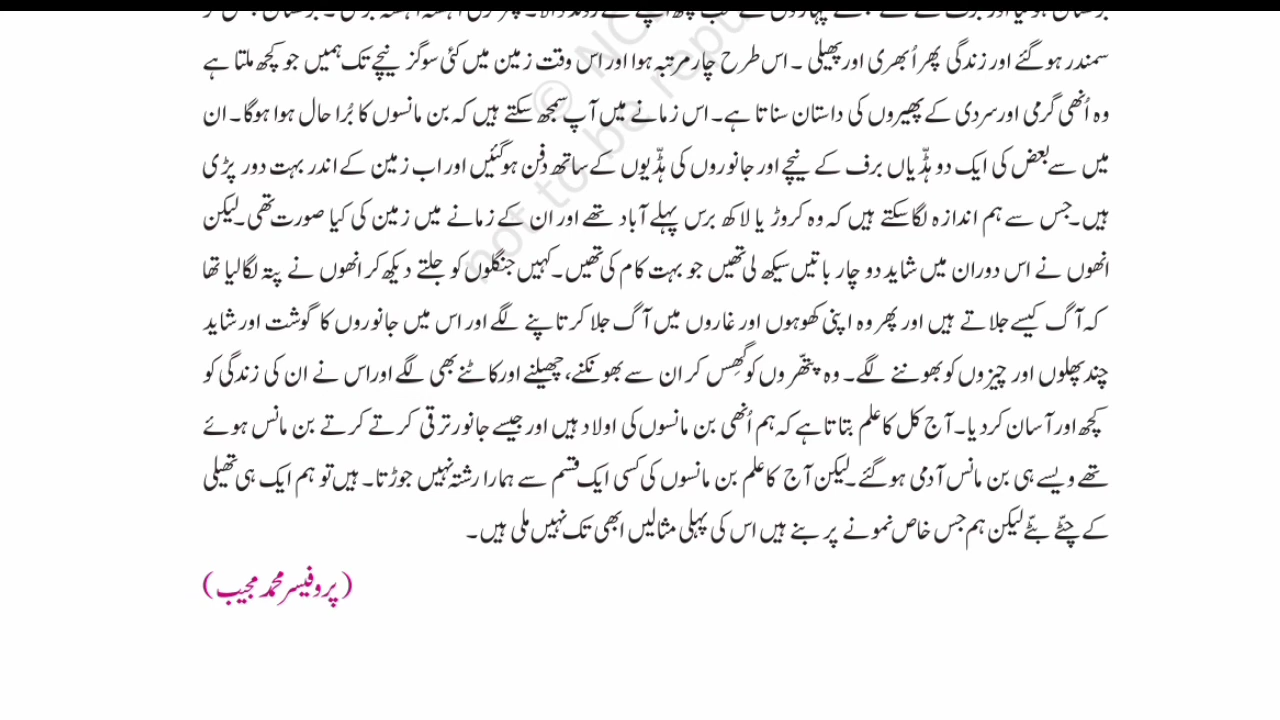 سمندر ہوگئے اور زندگی پھر اُبھری اور پھیلی ۔ اس طرح چار مرتبہ ہوا اور اس وقت زمین میں کئی سو گز نیچے تک ہمیں جو کچھ ملتا ہے
وہ اُنھی گرمی اور سردی کے پھیروں کی داستان سناتا ہے۔ اس زمانے میں آپ سمجھ سکتے ہیں کہ بن مانسوں کا بُرا حال ہوا ہوگا۔ ان
میں سے بعض کی ایک دو ہڈّیاں برف کے نیچے اور جانوروں کی ہڈّیوں کے ساتھ دفن ہوگئیں اور اب زمین کے اندر بہت دور پڑی
ہیں۔ جس سے ہم اندازہ لگا سکتے ہیں کہ وہ کروڑ یا لاکھ برس پہلے آباد تھے اور ان کے زمانے میں زمین کی کیا صورت تھی۔ لیکن
انھوں نے اس دوران میں شاید دو چار باتیں سیکھ لی تھیں جو بہت کام کی تھیں۔ کہیں جنگلوں کو جلتے دیکھ کر انھوں نے پتہ لگا لیا تھا
کہ آگ کیسے جلاتے ہیں اور پھر وہ اپنی کھوہوں اور غاروں میں آگ جلا کر تاپنے لگے اور اس میں جانوروں کا گوشت اور شاید
چند پھلوں اور چیزوں کو بھوننے لگے۔ وہ پتھّروں کو گھِس کر ان سے بھونکنے، چھیلنے اور کاٹنے بھی لگے اور اس نے ان کی زندگی کو
کچھ اور آسان کردیا۔ آج کل کا علم بتاتا ہے کہ ہم اُنھی بن مانسوں کی اولاد ہیں اور جیسے جانور ترقی کرتے کرتے بن مانس ہوئے
تھے ویسے ہی بن مانس آدمی ہوگئے۔ لیکن آج کا علم بن مانسوں کی کسی ایک قسم سے ہمارا رشتہ نہیں جوڑتا۔ ہیں تو ہم ایک ہی تھیلی
کے چٹّے بٹّے لیکن ہم جس خاص نمونے پر بنے ہیں اس کی پہلی مثالیں ابھی تک نہیں ملی ہیں۔
(پروفیسر محمد مجیب)
© NC
not to be repu